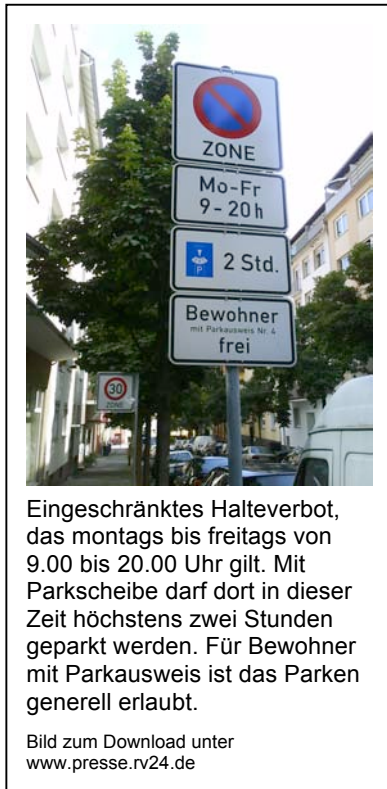 ZONE
Mo-Fr
9-20h
P
2 Std.
Bewohner
mit Parkausweis Nr. 4
frei
30
ZONE
Eingeschränktes Halteverbot,
das montags bis freitags von
9.00 bis 20.00 Uhr gilt. Mit
Parkscheibe darf dort in dieser
Zeit höchstens zwei Stunden
geparkt werden. Für Bewohner
mit Parkausweis ist das Parken
generell erlaubt.
Bild zum Download unter
www.presse.rv24.de